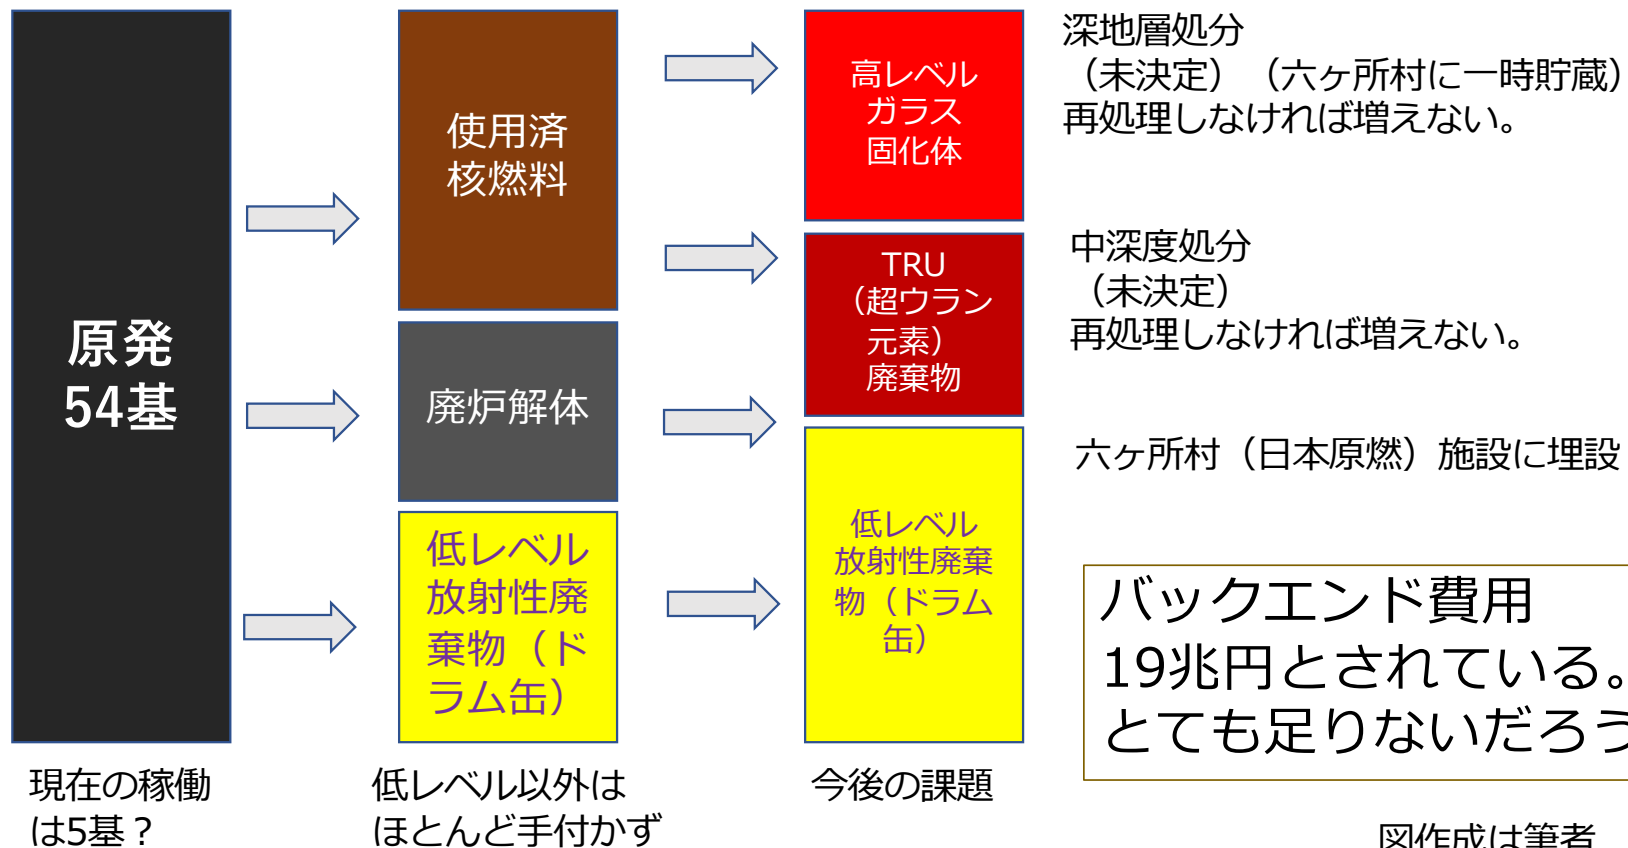 原発
54基
現在の稼働
は5基？
使用済
核燃料
廃炉解体
低レベル
放射性廃
棄物（ド
ラム缶）
低レベル以外は
ほとんど手付かず
高レベル
ガラス
固化体
TRU
（超ウラン
元素）
廃棄物
低レベル
放射性廃棄
物（ドラム
缶）
今後の課題
深地層処分
（未決定）（六ヶ所村に一時貯蔵）
再処理しなければ増えない。
中深度処分
（未決定）
再処理しなければ増えない。
六ヶ所村（日本原燃）施設に埋設
バックエンド費用
19兆円とされている。
とても足りないだろう
図作成は筆者